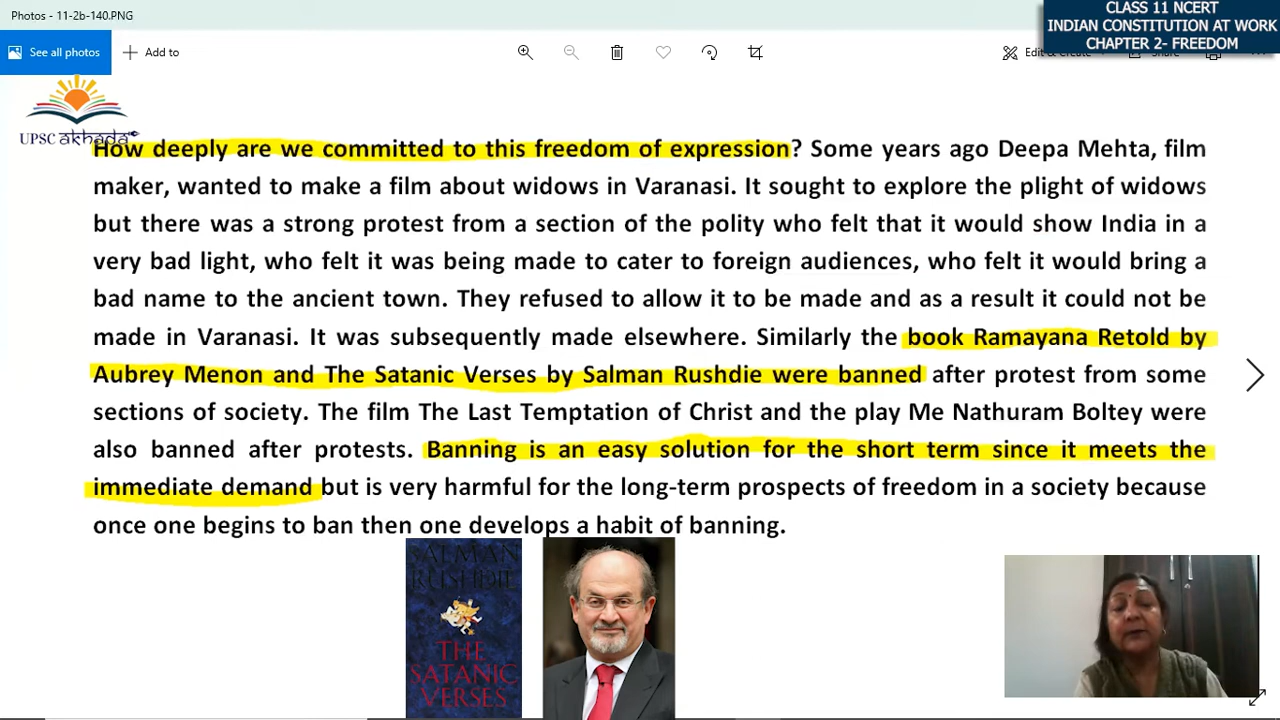 Photos - 11-2b-140.PNG
CLASS 11 NCERT
INDIAN CONSTITUTION AT WORK
CHAPTER 2- FREEDOM
See all photos
Add to
Edit & Create
Share
UPSC akhada
How deeply are we committed to this freedom of expression? Some years ago Deepa Mehta, film
maker, wanted to make a film about widows in Varanasi. It sought to explore the plight of widows
but there was a strong protest from a section of the polity who felt that it would show India in a
very bad light, who felt it was being made to cater to foreign audiences, who felt it would bring a
bad name to the ancient town. They refused to allow it to be made and as a result it could not be
made in Varanasi. It was subsequently made elsewhere. Similarly the book Ramayana Retold by
Aubrey Menon and The Satanic Verses by Salman Rushdie were banned after protest from some
sections of society. The film The Last Temptation of Christ and the play Me Nathuram Boltey were
also banned after protests. Banning is an easy solution for the short term since it meets the
immediate demand but is very harmful for the long-term prospects of freedom in a society because
once one begins to ban then one develops a habit of banning.
SALMAN
RUSHDIE
THE
SATANIC
VERSES